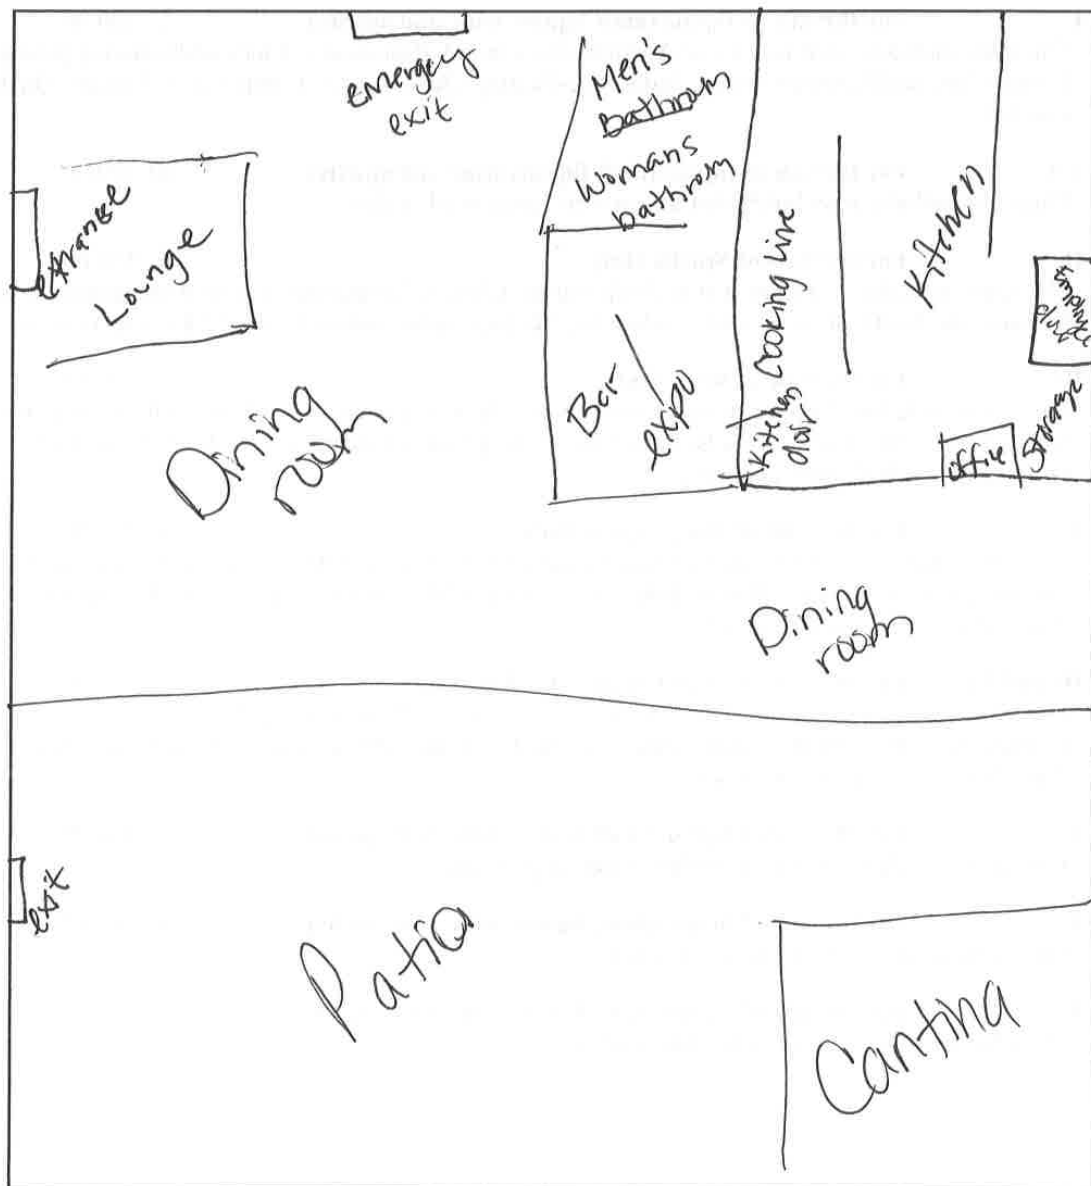 emergency
exit
Men's
bathroom
Womans
bathroom
entrance
Lounge
Cooking line
Kitchen
Bar
expo
Kitchen
door
office
Storage
Dining
room
Dining
room
exit
Patio
Cantina